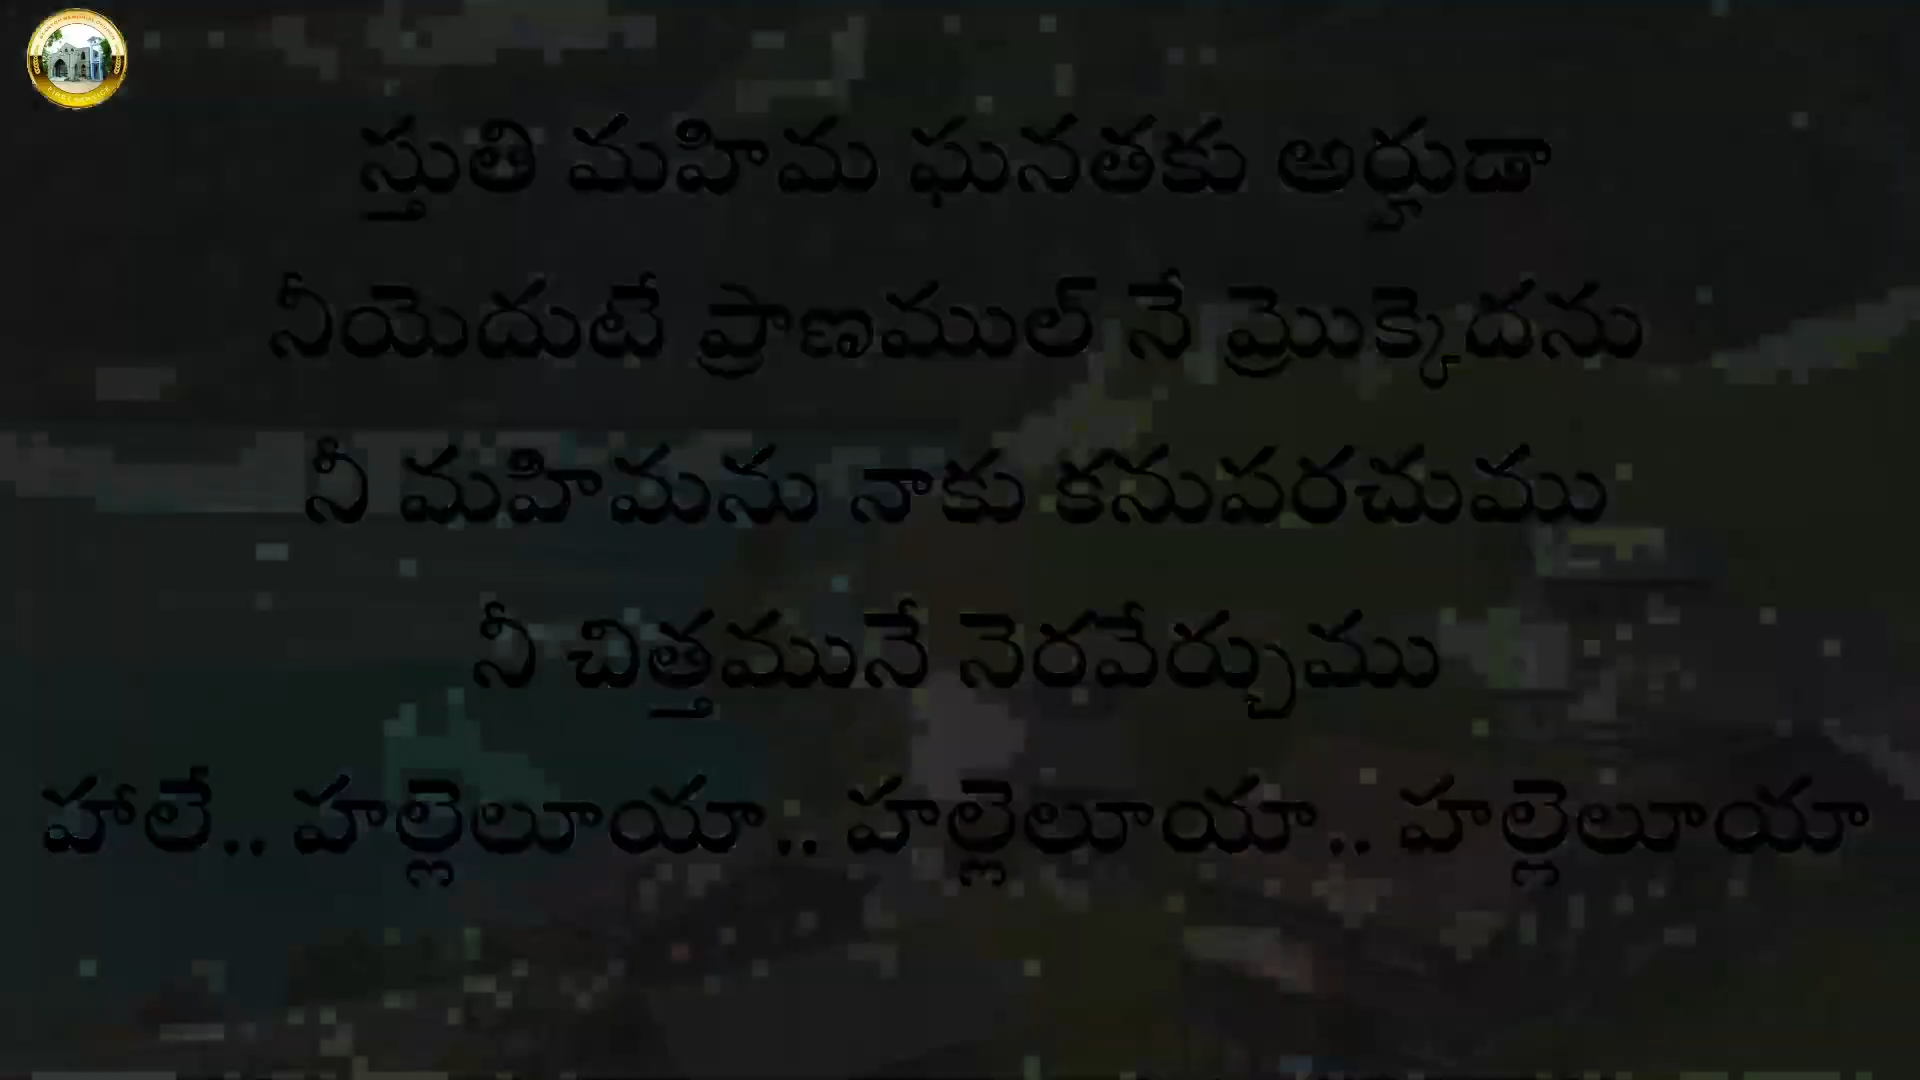 స్తుతి మహిమ ఘనతకు అర్హుడా
నీయెదుటే ప్రాణముల్ నే మ్రొక్కెదను
నీ మహిమను నాకు కనుపరచుము
నీ చిత్తమునే నెరవేర్చుము
హాలే.. హల్లెలూయా.. హల్లెలూయా.. హల్లెలూయా